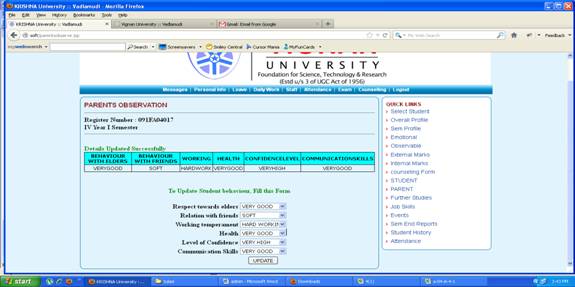 KRISHNA University :: Vadlamudi - Mozilla Firefox
File Edit View History Bookmarks Tools Help
KRISHNA University :: Vadlamudi Vignan University :: Vadlamudi Gmail: Email from Google
Search Screensavers Smiley Central Cursor Mania MyFunCards
UNIVERSITY
Foundation for Science, Technology & Research
(Estd u/s 3 of UGC Act of 1956)
Messages | Personal Info | Leave | Daily Work | Staff | Attendance | Exam | Counselling | Logout
PARENTS OBSERVATION
Register Number : 091FA04017
IV Year I Semester
Details Updated Successfully
BEHAVIOUR WITH ELDERS BEHAVIOUR WITH FRIENDS WORKING HEALTH CONFIDENCELEVEL COMMUNICATIONSKILLS
VERYGOOD SOFT HARDWORK VERYGOOD VERYHIGH VERYGOOD
To Update Student behaviour, Fill this Form
Respect towards elders VERY GOOD
Relation with friends SOFT
Working temperament HARD WORKIN
Health VERY GOOD
Level of Confidence VERY HIGH
Communication Skills VERY GOOD
UPDATE
QUICK LINKS
Select Student
Overall Profile
Sem Profile
Emotional
Observable
External Marks
Internal Marks
counseling Form
STUDENT
PARENT
Further Studies
Job Skills
Events
Sem End Reports
Student History
Attendance
start KRISHNA University :... admin - Microsoft Word Downloads 3:43 PM